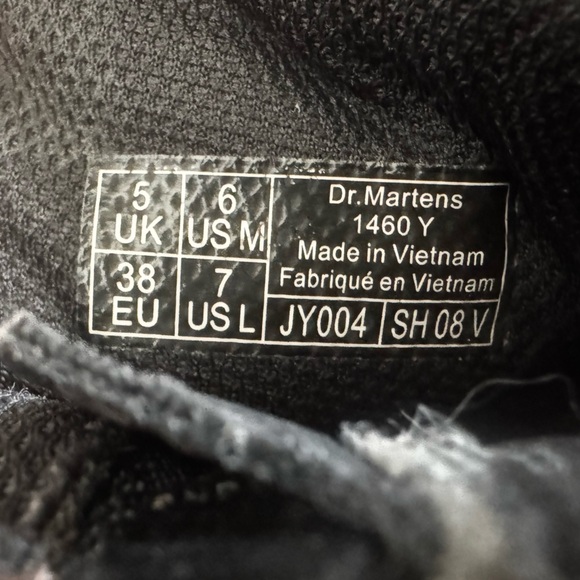 5
UK
6
US M
38
EU
7
US L
Dr.Martens
1460 Y
Made in Vietnam
Fabriqué en Vietnam
JY004
SH 08 V